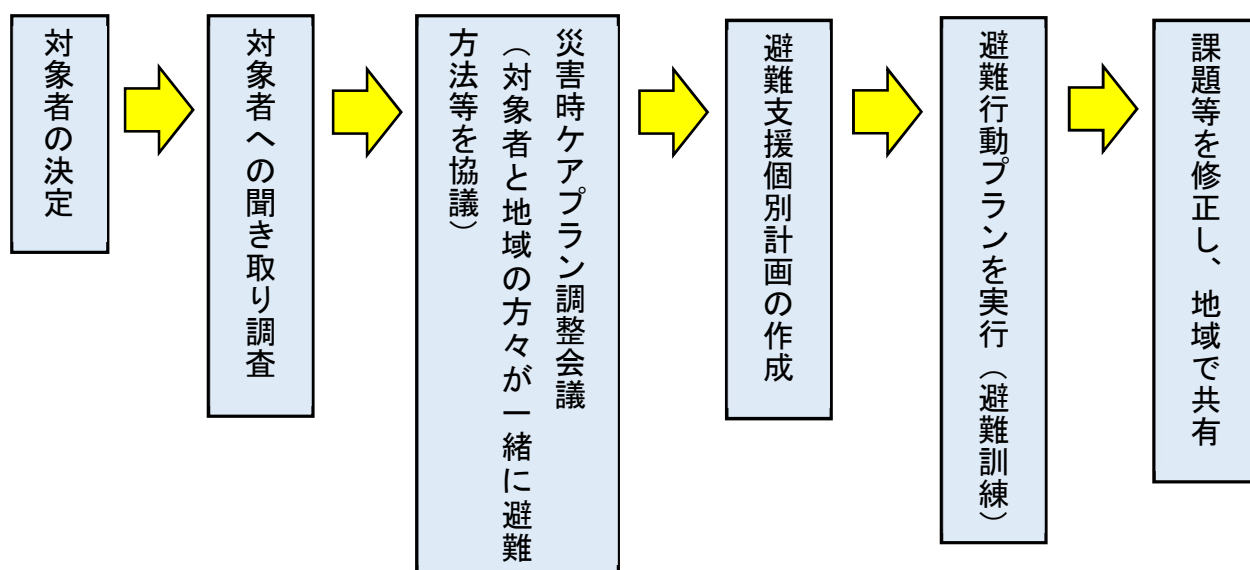 対象者の決定
対象者への聞き取り調査
災害時ケアプラン調整会議
（対象者と地域の方々が一緒に避難
方法等を協議）
避難支援個別計画の作成
避難行動プランを実行（避難訓練）
課題等を修正し、地域で共有